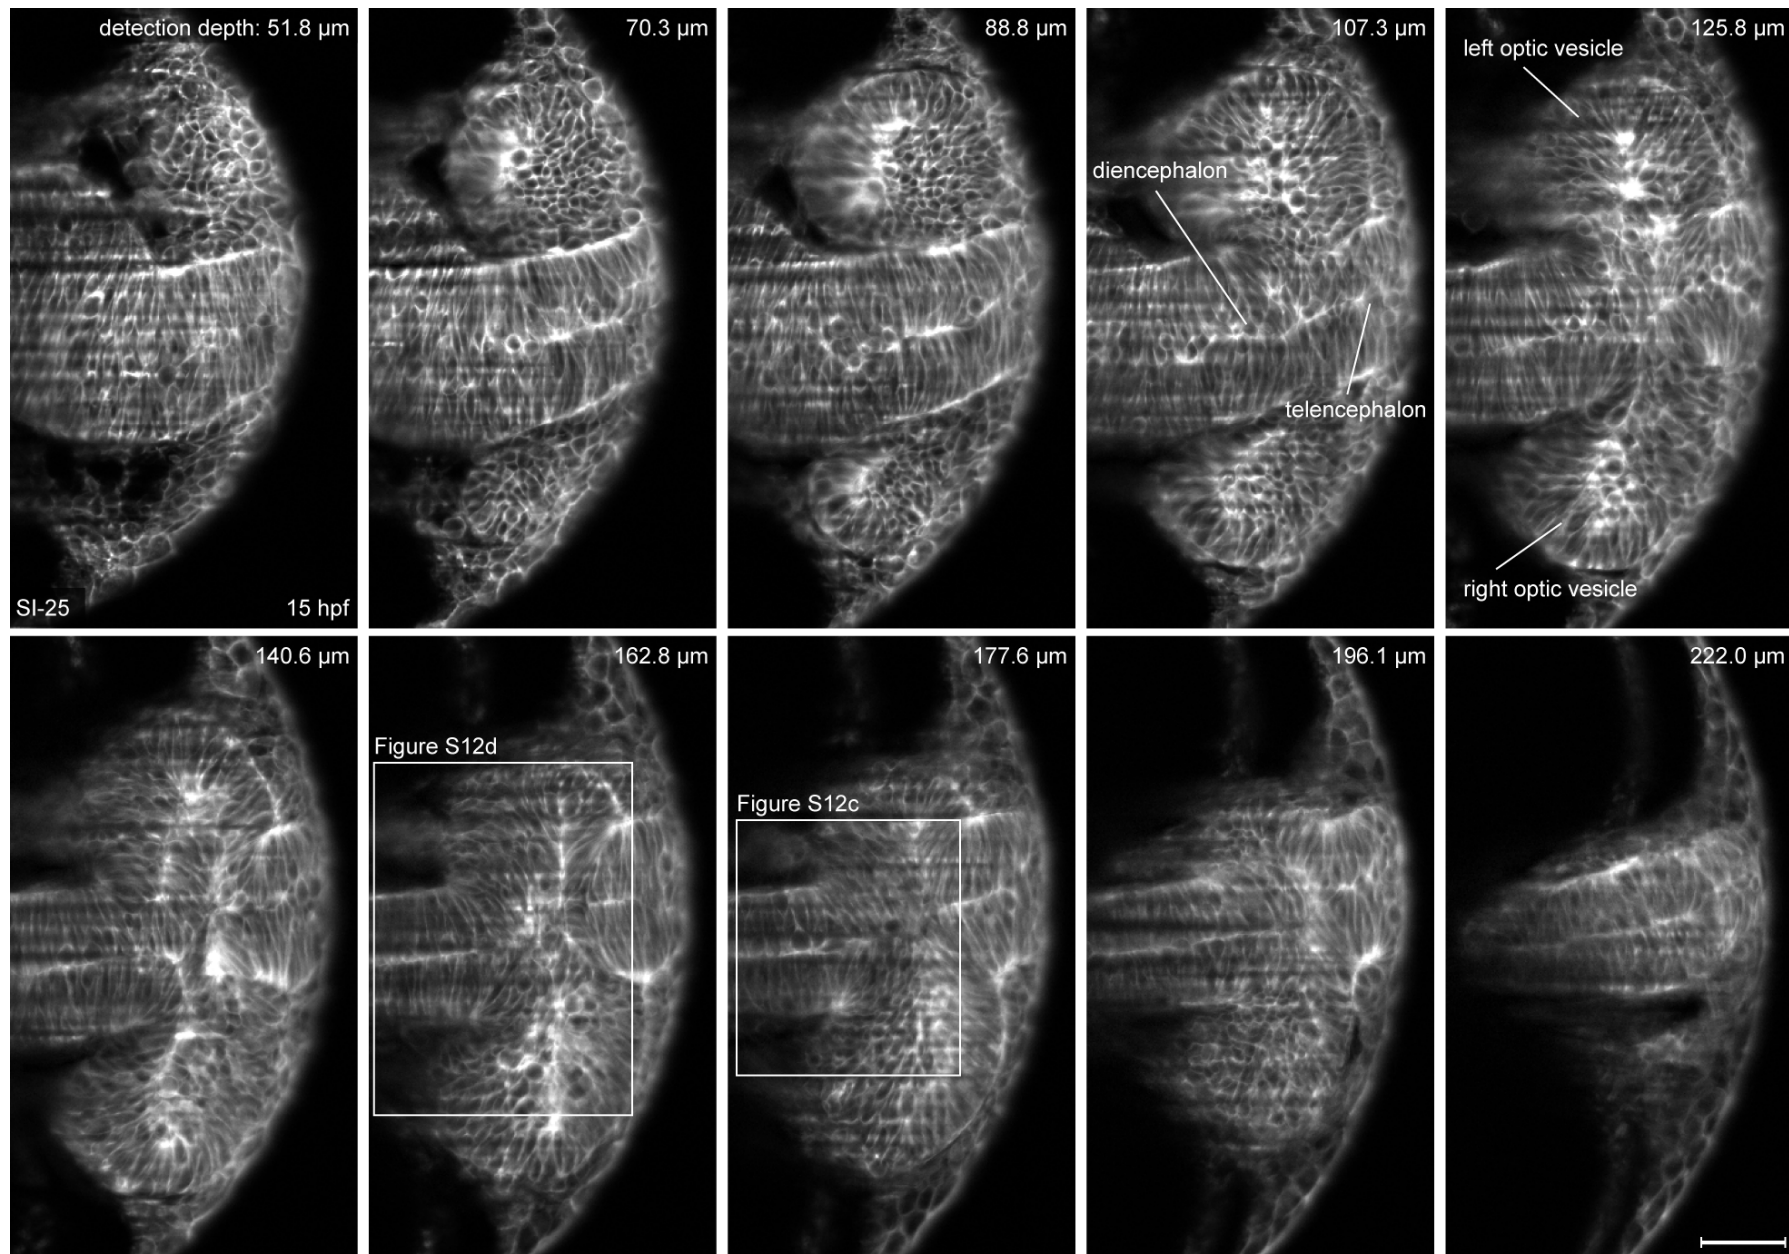 detection depth: 51.8 µm
70.3 µm
88.8 µm
107.3 µm
125.8 µm
left optic vesicle
diencephalon
telencephalon
right optic vesicle
SI-25
15 hpf
140.6 µm
162.8 µm
177.6 µm
196.1 µm
222.0 µm
Figure S12d
Figure S12c